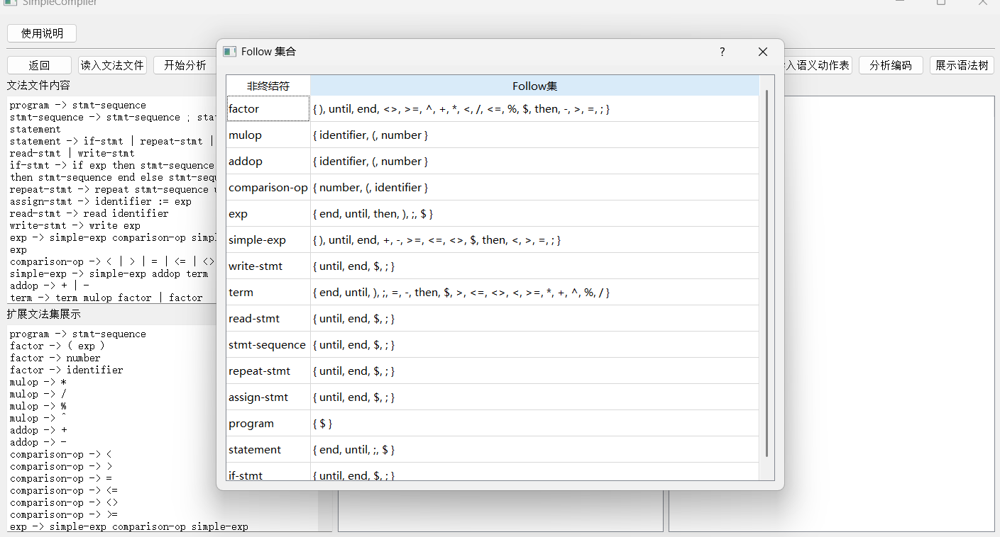 SimpleCompiler
使用说明
返回 读入文法文件 开始分析
入语义动作表 分析编码 展示语法树
文法文件内容
program -> stmt-sequence
stmt-sequence -> stmt-sequence ;
statement
statement -> if-stmt | repeat-stmt |
read-stmt | write-stmt
if-stmt -> if exp then stmt-sequence
then stmt-sequence end else
repeat-stmt -> repeat stmt-sequence
assign-stmt -> identifier := exp
read-stmt -> read identifier
write-stmt -> write exp
exp -> simple-exp comparison-op
exp
comparison-op -> < | > | = | <= | <>
simple-exp -> simple-exp addop term
addop -> + | -
term -> term mulop factor | factor
扩展文法集展示
program -> stmt-sequence
factor -> ( exp )
factor -> number
factor -> identifier
mulop -> *
mulop -> /
mulop -> %
mulop -> ^
addop -> +
addop -> -
comparison-op -> <
comparison-op -> >
comparison-op -> =
comparison-op -> <=
comparison-op -> <>
comparison-op -> >=
exp -> simple-exp comparison-op simple-exp
Follow 集合
非终结符 Follow集
factor { ), until, end, <>, >=, ^, +, *, <, /, <=, %, $, then, -, >, =, ; }
mulop { identifier, (, number }
addop { identifier, (, number }
comparison-op { number, (, identifier }
exp { end, until, then, ), ;, $ }
simple-exp { ), until, end, +, -, >=, <=, <>, $, then, <, >, =, ; }
write-stmt { until, end, $, ; }
term { end, until, ), ;, =, -, then, $, >, <=, <>, <, >=, *, +, ^, %, / }
read-stmt { until, end, $, ; }
stmt-sequence { until, end, $, ; }
repeat-stmt { until, end, $, ; }
assign-stmt { until, end, $, ; }
program { $ }
statement { end, until, ;, $ }
if-stmt { until, end, $, ; }